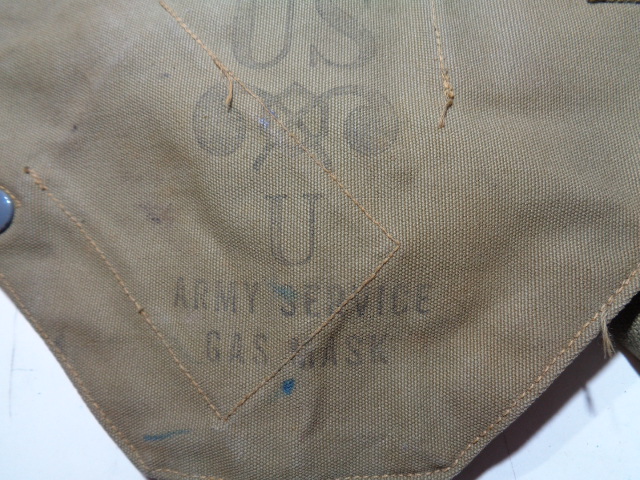 US
U
ARMY SERVICE
GAS MASK